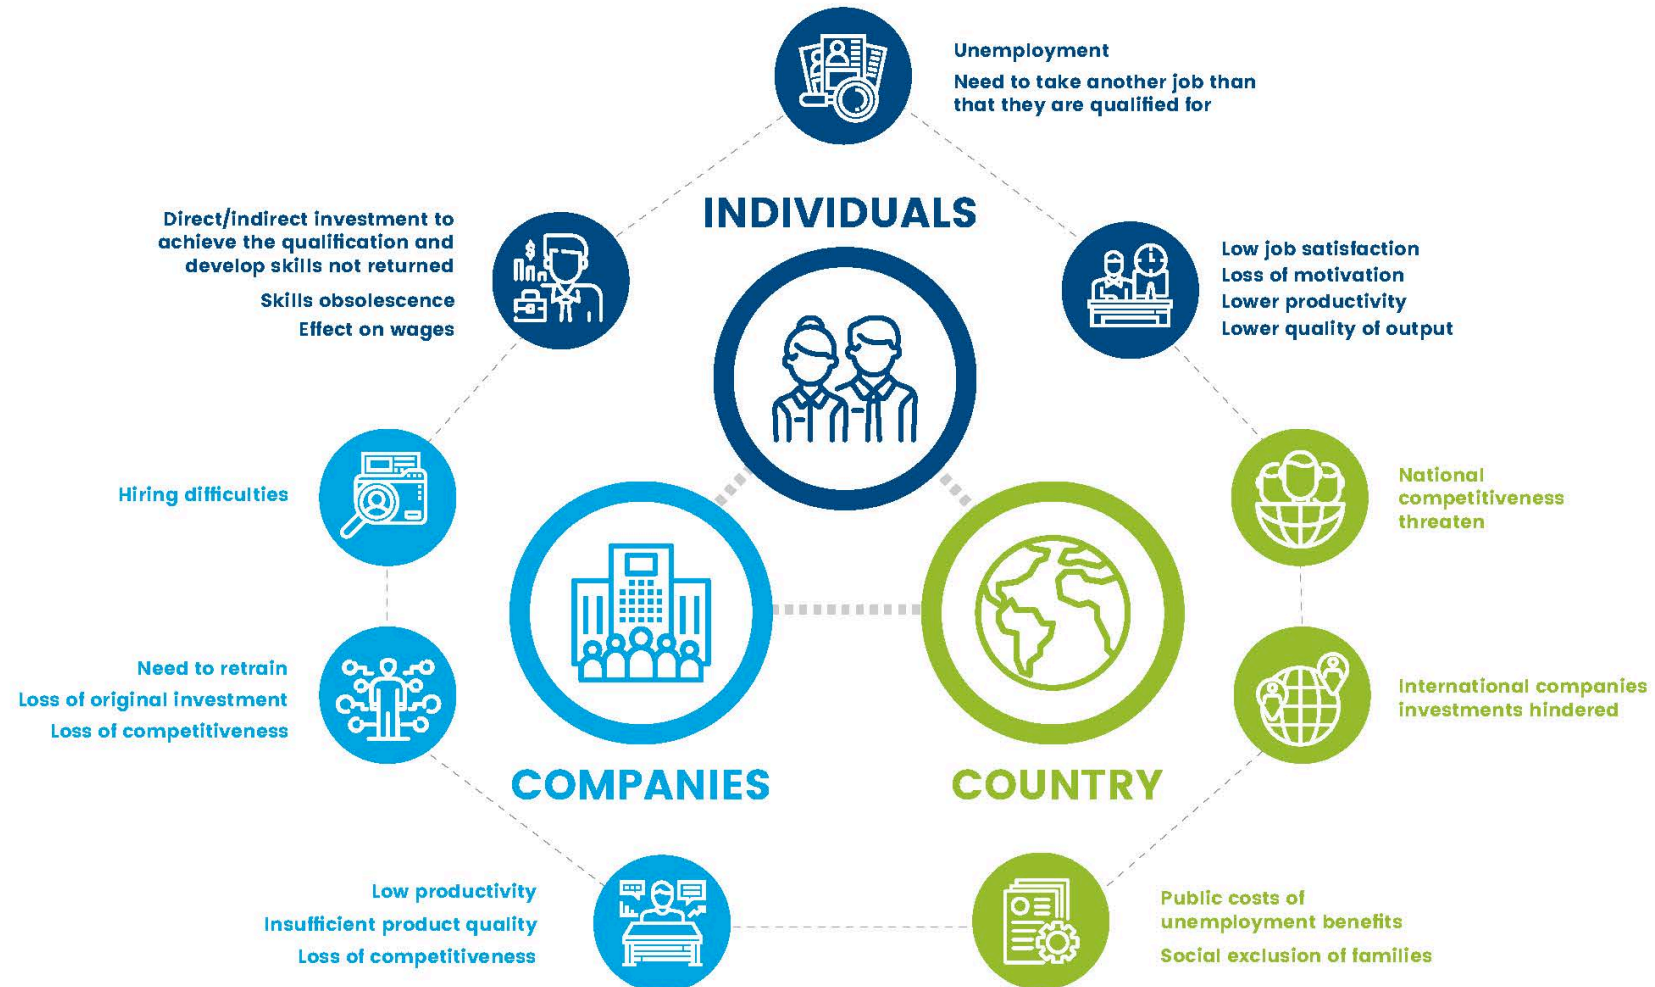 Unemployment
Need to take another job than
that they are qualified for
INDIVIDUALS
Direct/indirect investment to
achieve the qualification and
develop skills not returned
Skills obsolescence
Effect on wages
Low job satisfaction
Loss of motivation
Lower productivity
Lower quality of output
Hiring difficulties
National
competitiveness
threaten
Need to retrain
Loss of original investment
Loss of competitiveness
International companies
investments hindered
COMPANIES
COUNTRY
Low productivity
Insufficient product quality
Loss of competitiveness
Public costs of
unemployment benefits
Social exclusion of families